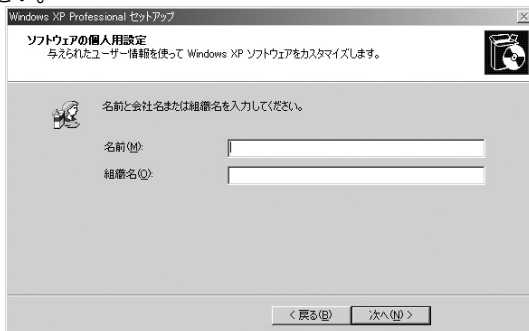 さい。
Windows XP Professional セットアップ
ソフトウェアの個人用設定
与えられたユーザー情報を使って Windows XP ソフトウェアをカスタマイズします。
名前と会社名または組織名を入力してください。
名前(M):
組織名(O):
< 戻る(B)
次へ(N) >